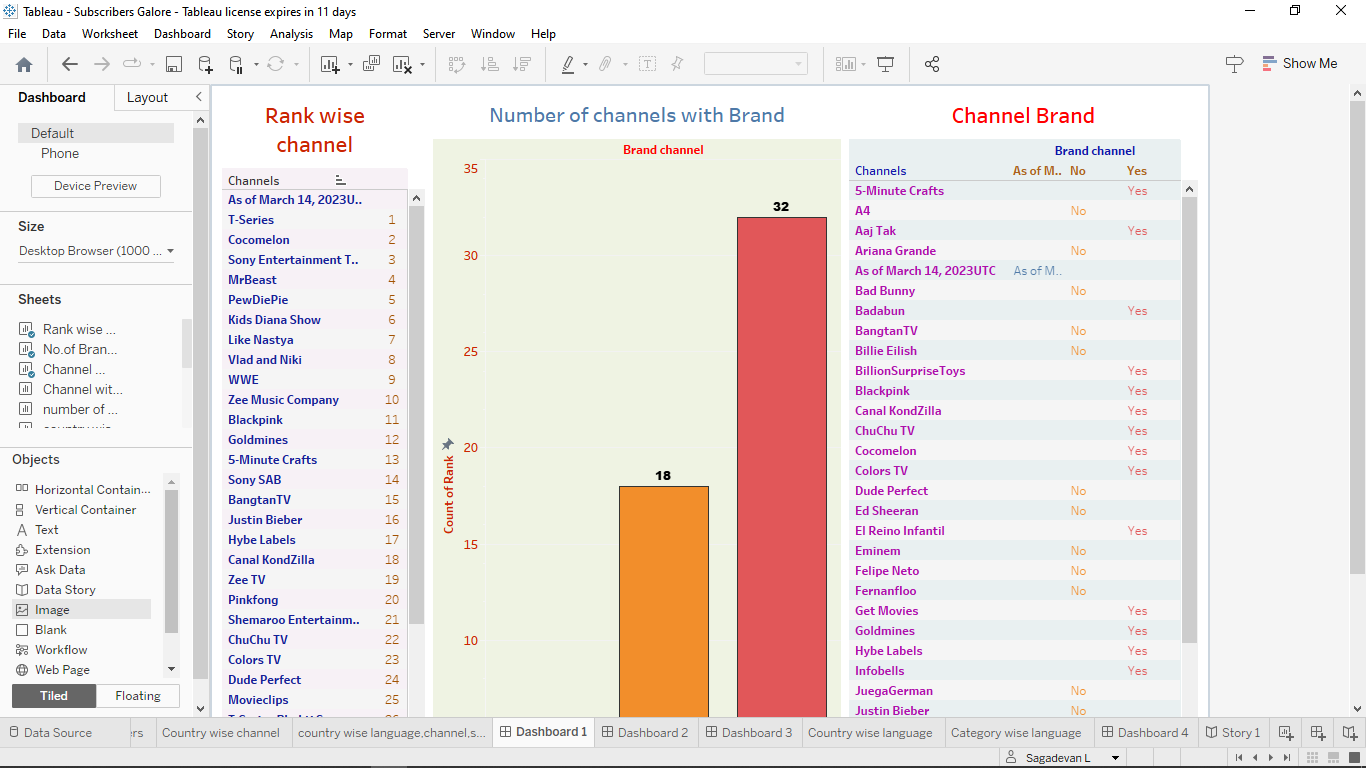 Tableau - Subscribers Galore - Tableau license expires in 11 days
File Data Worksheet Dashboard Story Analysis Map Format Server Window Help
Show Me
Dashboard Layout
Default
Phone
Device Preview
Size
Desktop Browser (1000 ...
Sheets
Rank wise ...
No.of Bran...
Channel ...
Channel wit...
number of ...
Objects
Horizontal Contain...
Vertical Container
Text
Extension
Ask Data
Data Story
Image
Blank
Workflow
Web Page
Tiled Floating
Rank wise
channel
Channels
As of March 14, 2023U..
T-Series 1
Cocomelon 2
Sony Entertainment T.. 3
MrBeast 4
PewDiePie 5
Kids Diana Show 6
Like Nastya 7
Vlad and Niki 8
WWE 9
Zee Music Company 10
Blackpink 11
Goldmines 12
5-Minute Crafts 13
Sony SAB 14
BangtanTV 15
Justin Bieber 16
Hybe Labels 17
Canal KondZilla 18
Zee TV 19
Pinkfong 20
Shemaroo Entertainm.. 21
ChuChu TV 22
Colors TV 23
Dude Perfect 24
Movieclips 25
Number of channels with Brand
Brand channel
35
30
25
20
15
10
Count of Rank
18
32
Channel Brand
Brand channel
Channels As of M.. No Yes
5-Minute Crafts Yes
A4 No
Aaj Tak Yes
Ariana Grande No
As of March 14, 2023UTC As of M..
Bad Bunny No
Badabun Yes
BangtanTV No
Billie Eilish No
BillionSurpriseToys Yes
Blackpink Yes
Canal KondZilla Yes
ChuChu TV Yes
Cocomelon Yes
Colors TV Yes
Dude Perfect No
Ed Sheeran No
El Reino Infantil Yes
Eminem No
Felipe Neto No
Fernanfloo No
Get Movies Yes
Goldmines Yes
Hybe Labels Yes
Infobells Yes
JuegaGerman No
Justin Bieber No
Data Source ers Country wise channel country wise language,channel,s... Dashboard 1 Dashboard 2 Dashboard 3 Country wise language Category wise language Dashboard 4 Story 1
Sagadevan L